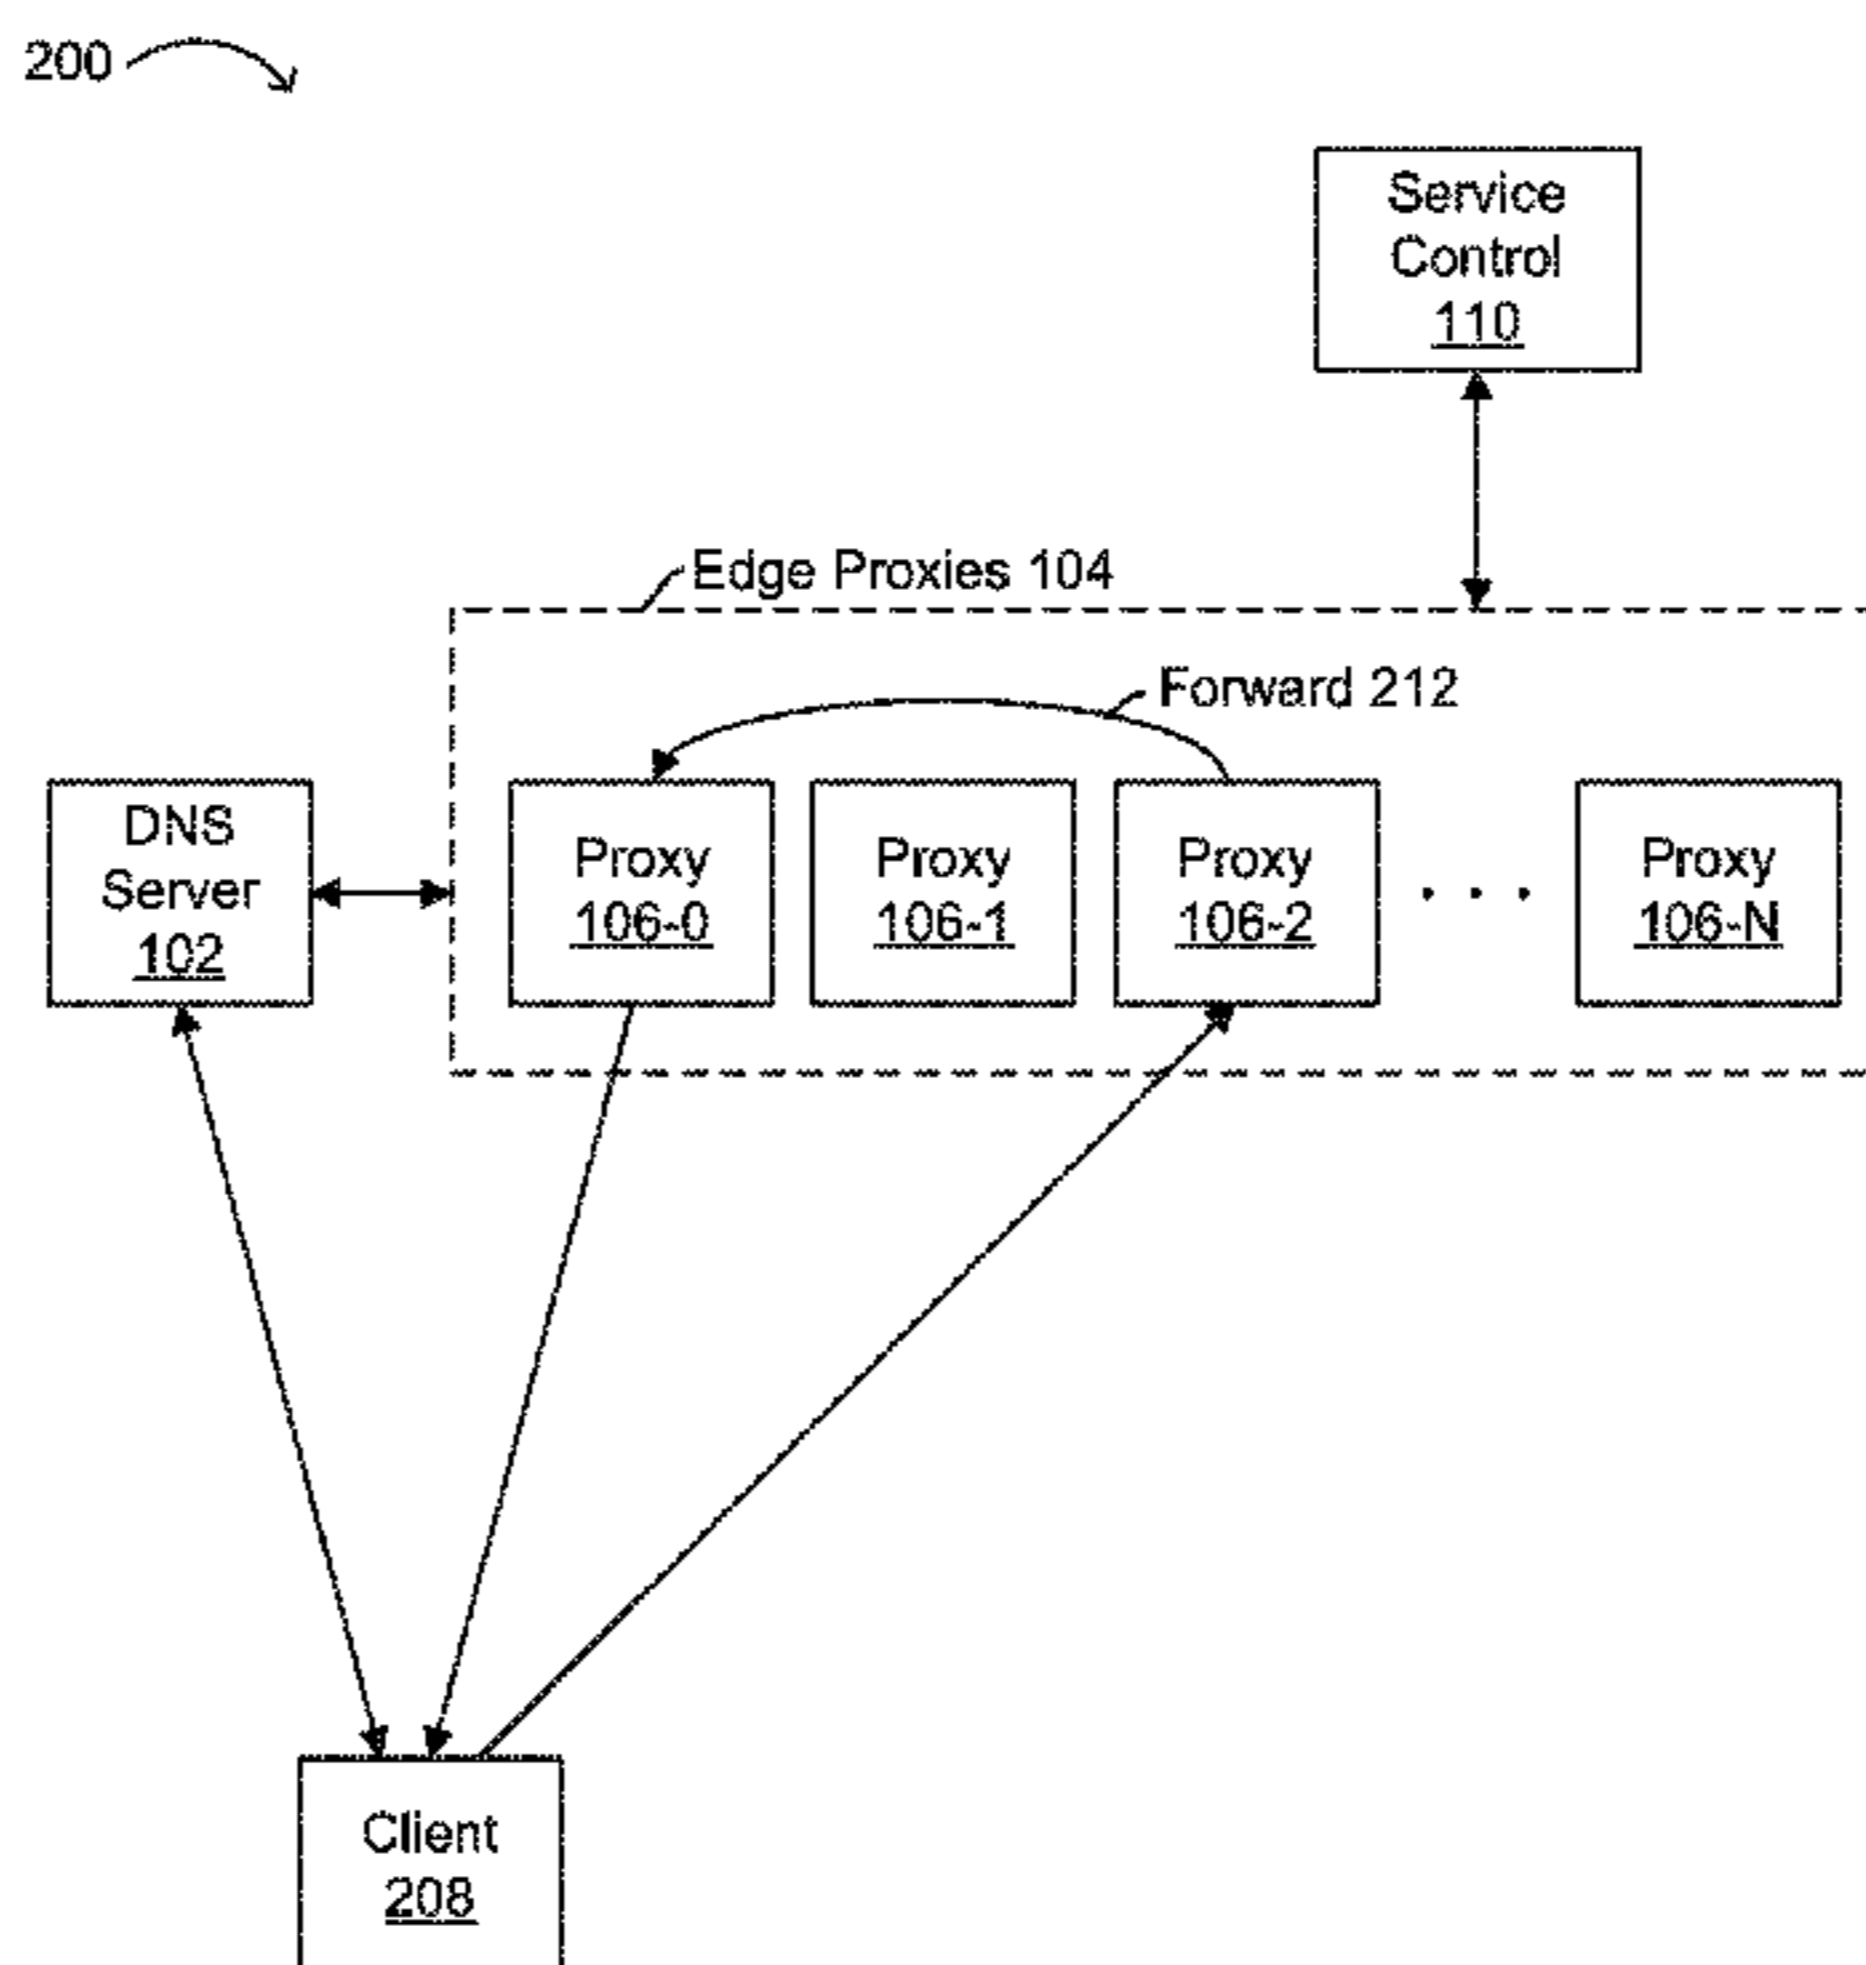 200
Service
Control
110
Edge Proxies 104
Forward 212
DNS
Server
102
Proxy
106-0
Proxy
106-1
Proxy
106-2
. . .
Proxy
106-N
Client
208